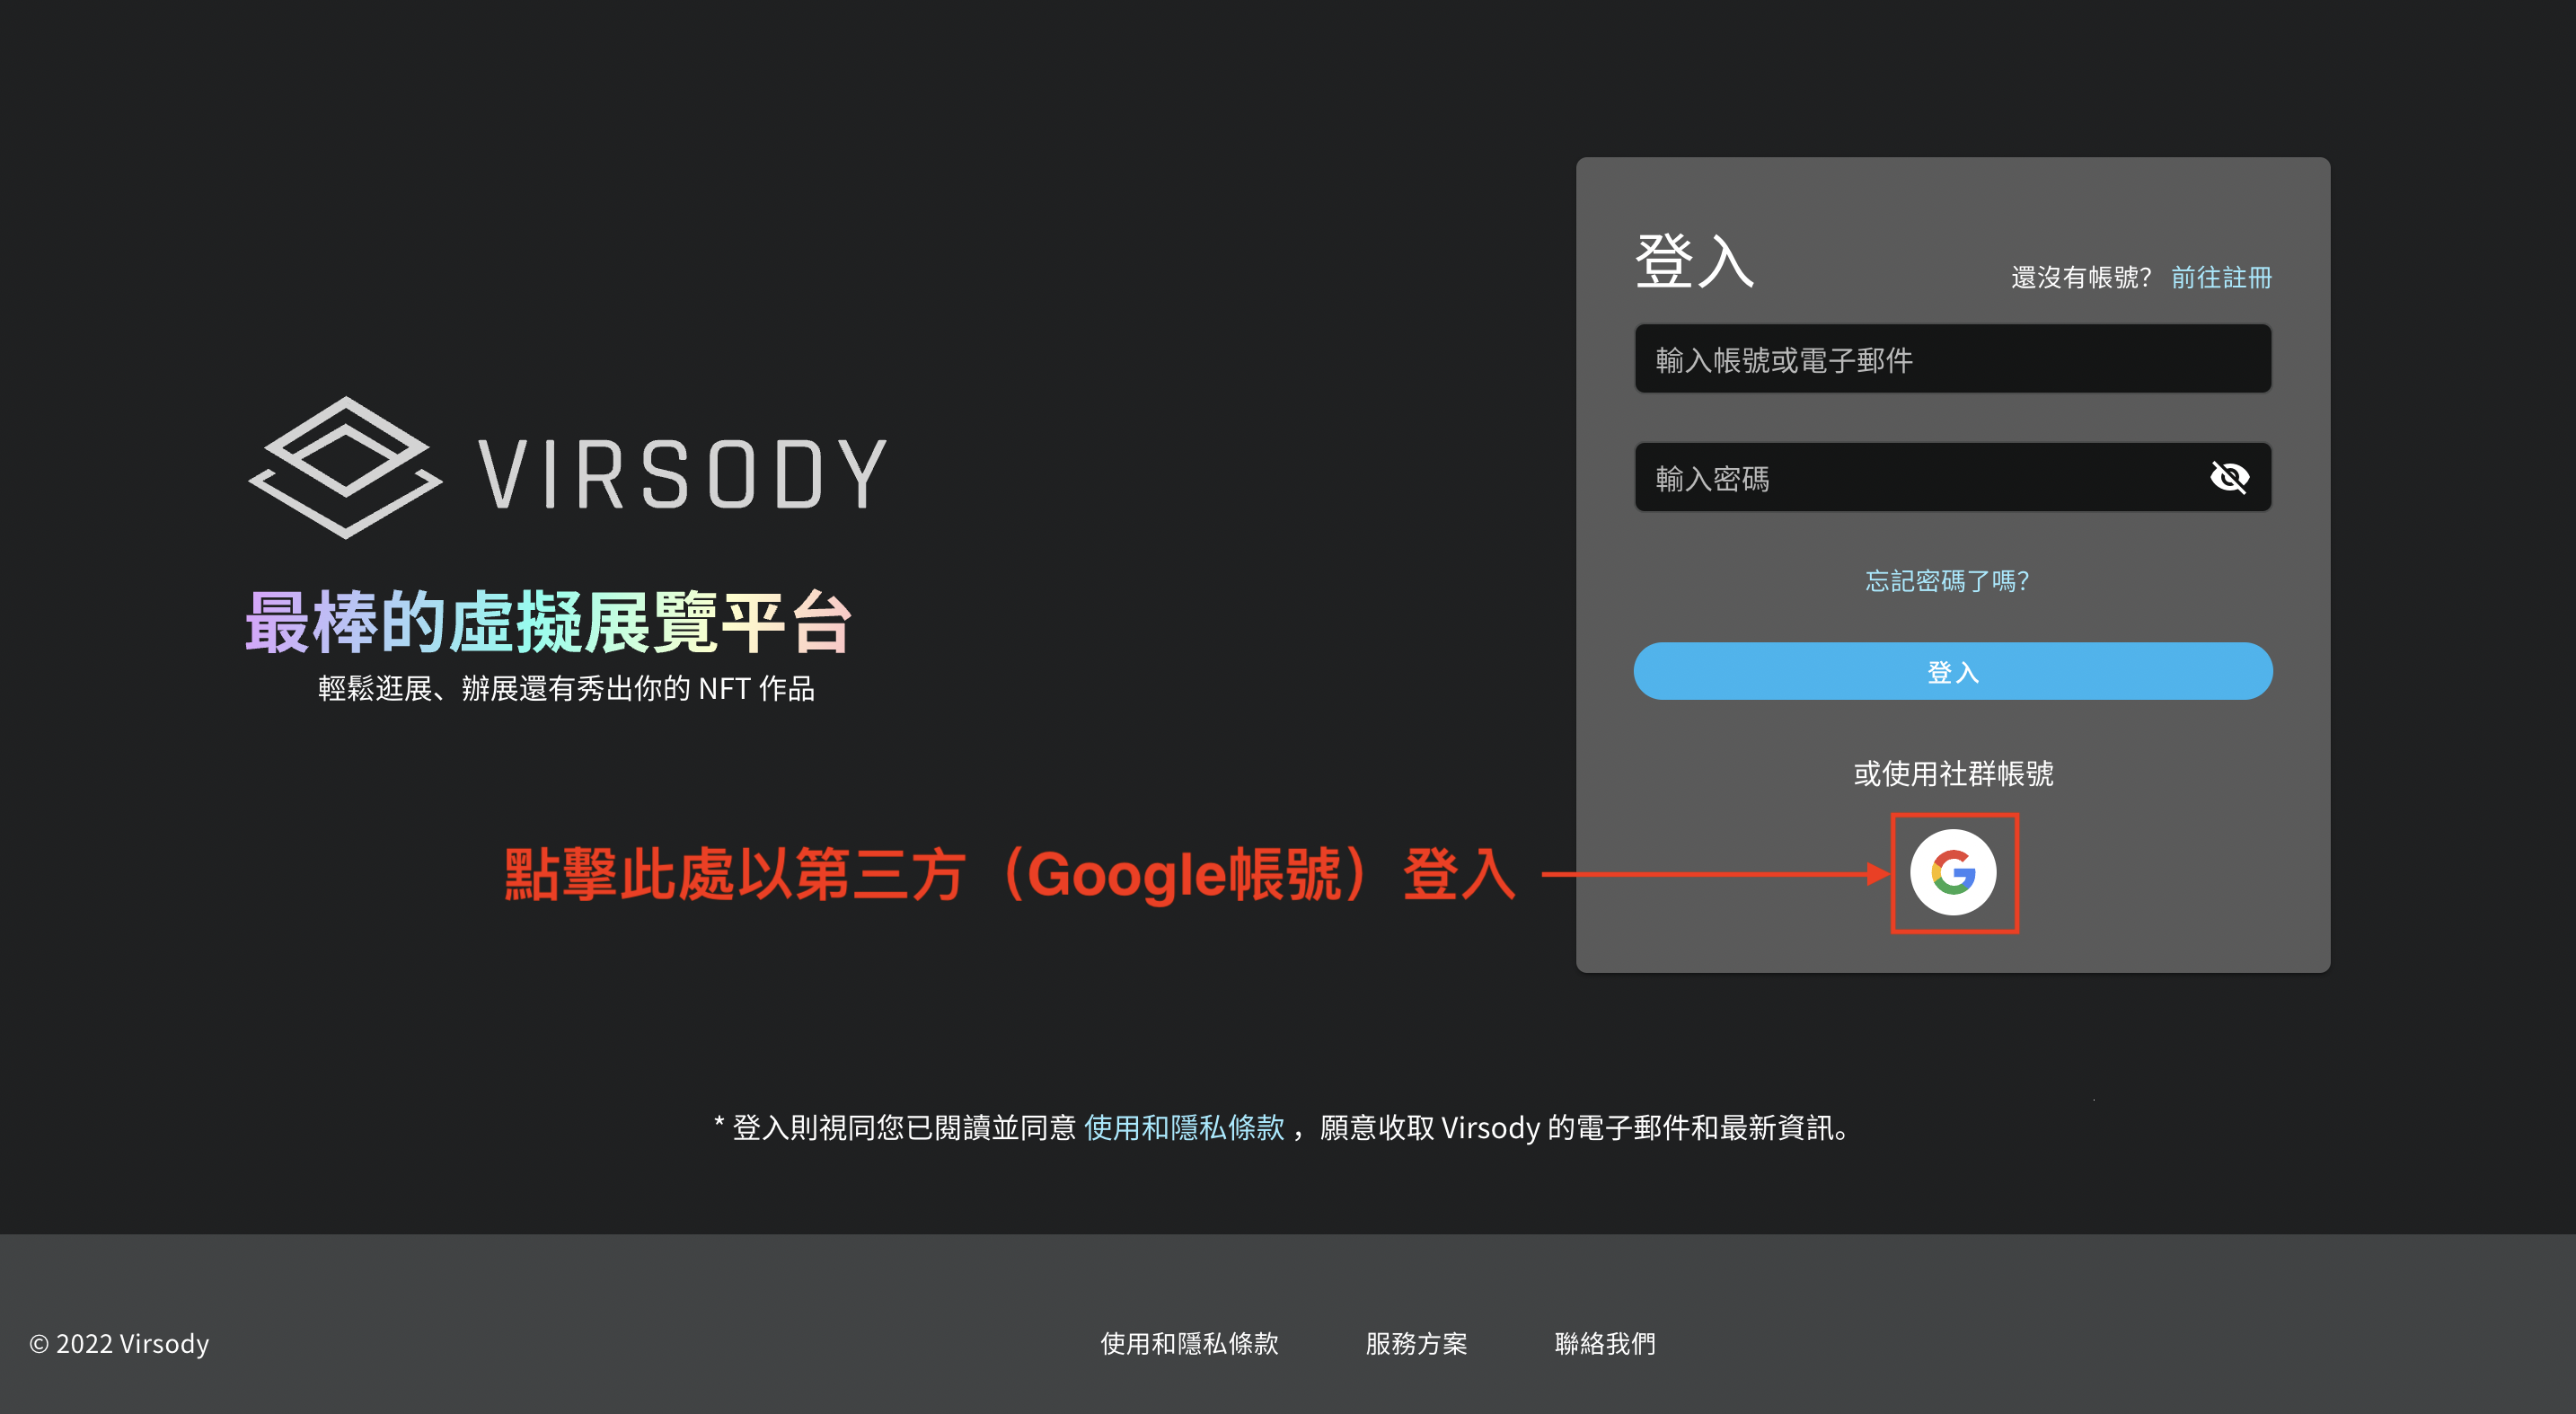 VIRSODY
最棒的虛擬展覽平台
輕鬆逛展、辦展還有秀出你的 NFT 作品
登入
還沒有帳號? 前往註冊
輸入帳號或電子郵件
輸入密碼
忘記密碼了嗎?
登入
或使用社群帳號
點擊此處以第三方（Google帳號）登入
* 登入則視同您已閱讀並同意 使用和隱私條款 ，願意收取 Virsody 的電子郵件和最新資訊。
© 2022 Virsody
使用和隱私條款
服務方案
聯絡我們